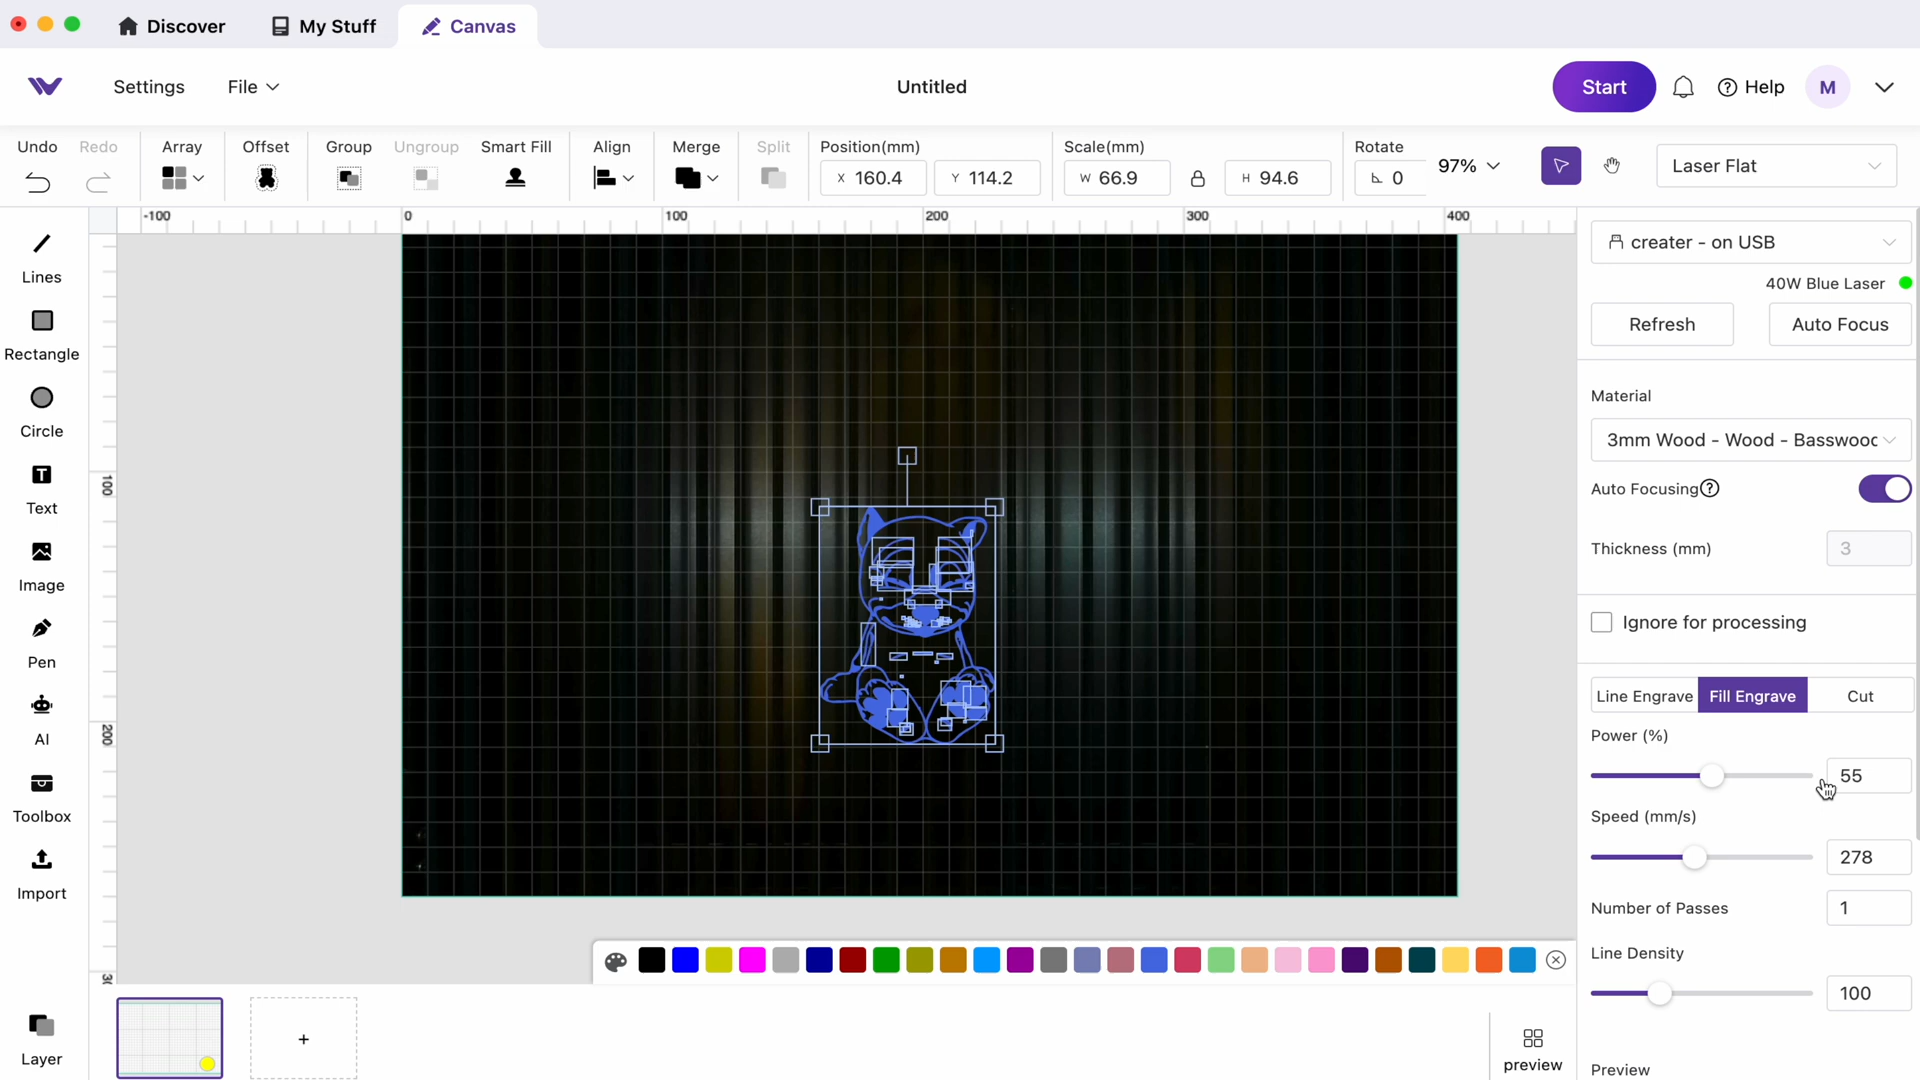 Discover
My Stuff
Canvas
Settings
File
Untitled
Start
Help
M
Undo
Redo
Array
Offset
Group
Ungroup
Smart Fill
Align
Merge
Split
Position(mm)
X 160.4
Y 114.2
Scale(mm)
W 66.9
H 94.6
Rotate
0
97%
Laser Flat
-100 0 100 200 300 400
100
200
Lines
Rectangle
Circle
T
Text
Image
Pen
AI
Toolbox
Import
Layer
+
preview
creater - on USB
40W Blue Laser
Refresh
Auto Focus
Material
3mm Wood - Wood - Basswood
Auto Focusing
Thickness (mm)
3
Ignore for processing
Line Engrave
Fill Engrave
Cut
Power (%)
55
Speed (mm/s)
278
Number of Passes
1
Line Density
100
Preview